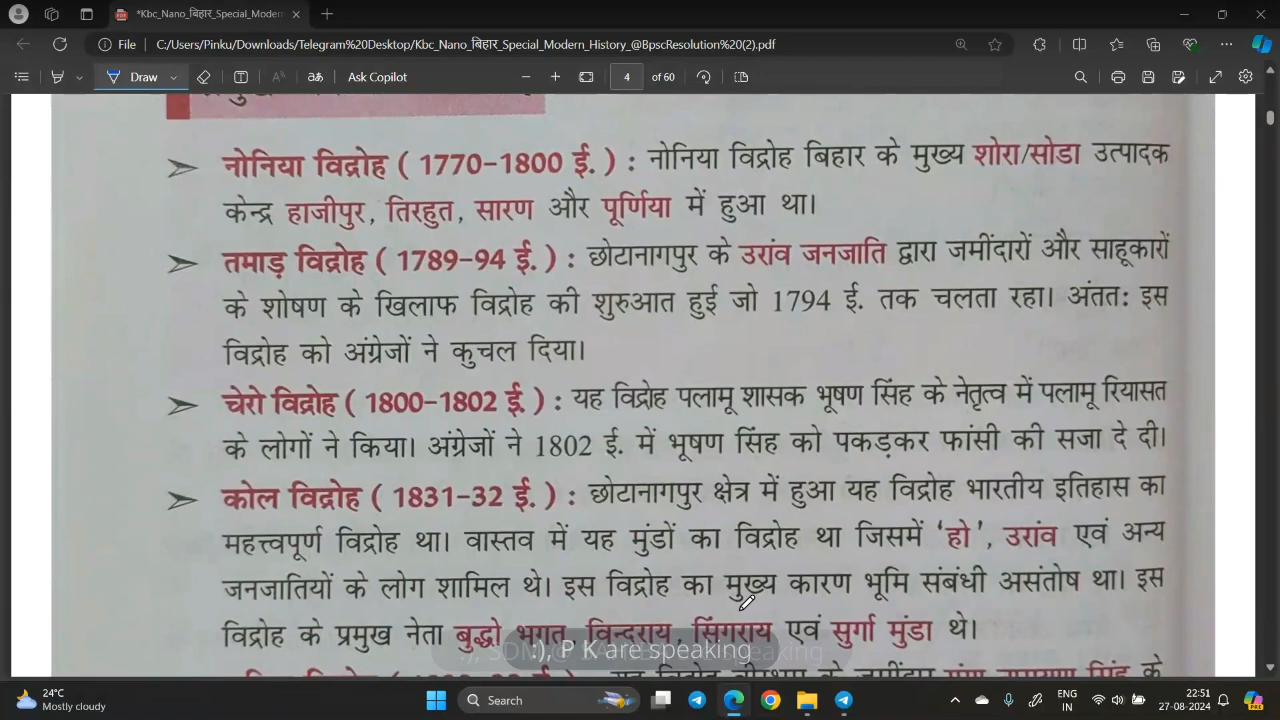 *Kbc_Nano_बिहार_Special_Modern
File C:/Users/Pinku/Downloads/Telegram%20Desktop/Kbc_Nano_बिहार_Special_Modern_History_@BpscResolution%20(2).pdf
Draw Ask Copilot 4 of 60
नोनिया विद्रोह ( 1770-1800 ई. ) : नोनिया विद्रोह बिहार के मुख्य शोरा/सोडा उत्पादक
केन्द्र हाजीपुर, तिरहुत, सारण और पूर्णिया में हुआ था।
तमाड़ विद्रोह ( 1789-94 ई. ) : छोटानागपुर के उरांव जनजाति द्वारा जमींदारों और साहूकारों
के शोषण के खिलाफ विद्रोह की शुरुआत हुई जो 1794 ई. तक चलता रहा। अंततः इस
विद्रोह को अंग्रेजों ने कुचल दिया।
चेरो विद्रोह ( 1800-1802 ई. ) : यह विद्रोह पलामू शासक भूषण सिंह के नेतृत्व में पलामू रियासत
के लोगों ने किया। अंग्रेजों ने 1802 ई. में भूषण सिंह को पकड़कर फांसी की सजा दे दी।
कोल विद्रोह ( 1831-32 ई. ) : छोटानागपुर क्षेत्र में हुआ यह विद्रोह भारतीय इतिहास का
महत्त्वपूर्ण विद्रोह था। वास्तव में यह मुंडों का विद्रोह था जिसमें ‘हो’, उरांव एवं अन्य
जनजातियों के लोग शामिल थे। इस विद्रोह का मुख्य कारण भूमि संबंधी असंतोष था। इस
विद्रोह के प्रमुख नेता बुद्धो भगत, विन्दराय, सिंगराय एवं सुर्गा मुंडा थे।
:), P K are speaking
24°C
Mostly cloudy
Search
ENG
IN
22:51
27-08-2024